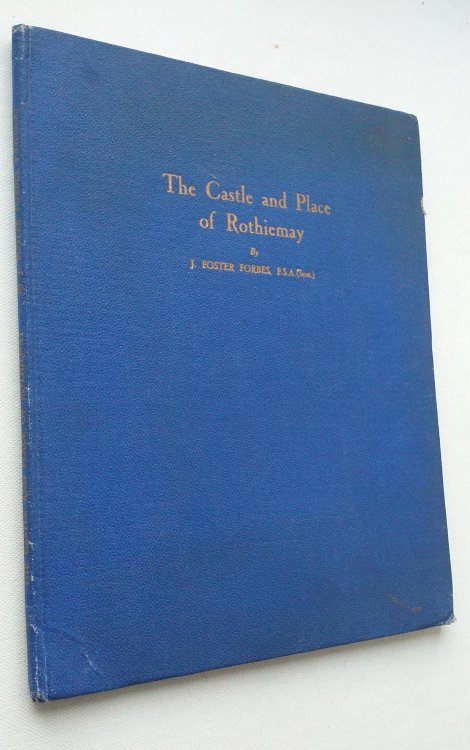 The Castle and Place
of Rothiemay
By
J. FOSTER FORBES, F.S.A.(Scot.)